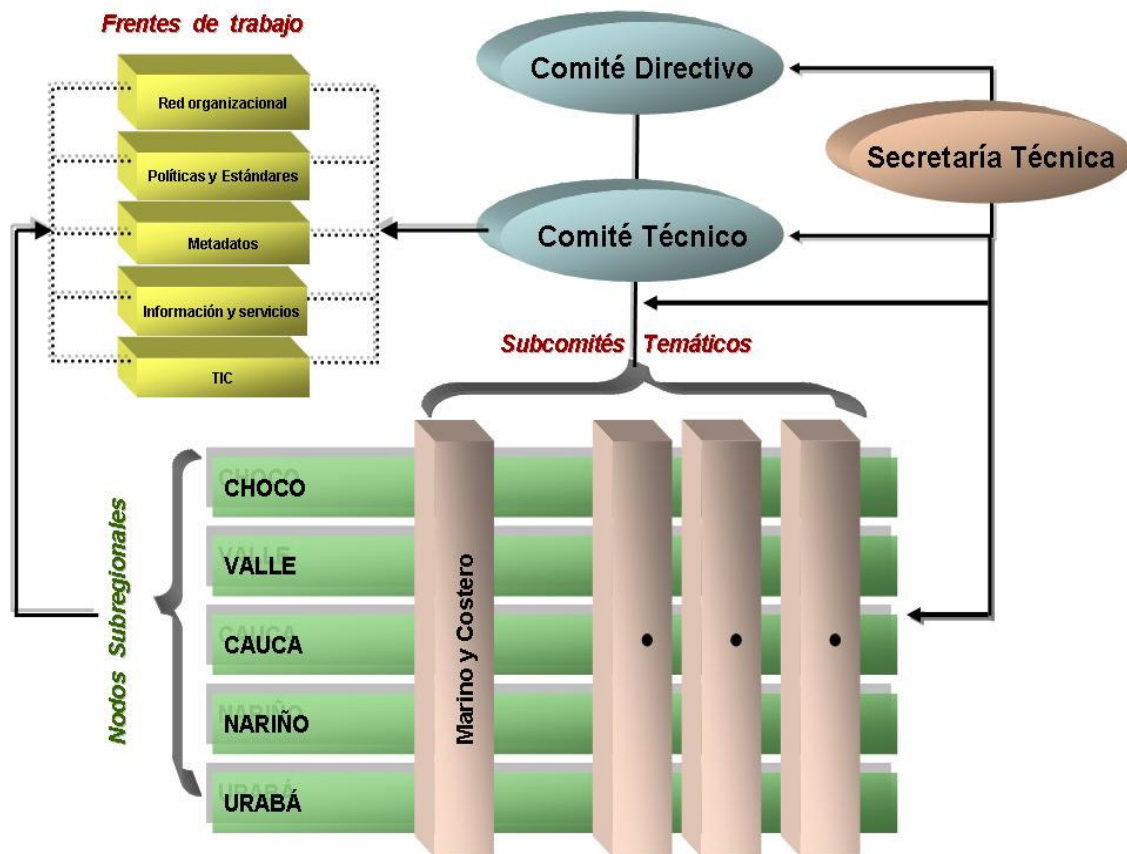 Frentes de trabajo
Red organizacional
Políticas y Estándares
Metadatos
Información y servicios
TIC
Comité Directivo
Secretaría Técnica
Comité Técnico
Subcomités Temáticos
Nodos Subregionales
CHOCO
VALLE
CAUCA
NARIÑO
URABÁ
Marino y Costero